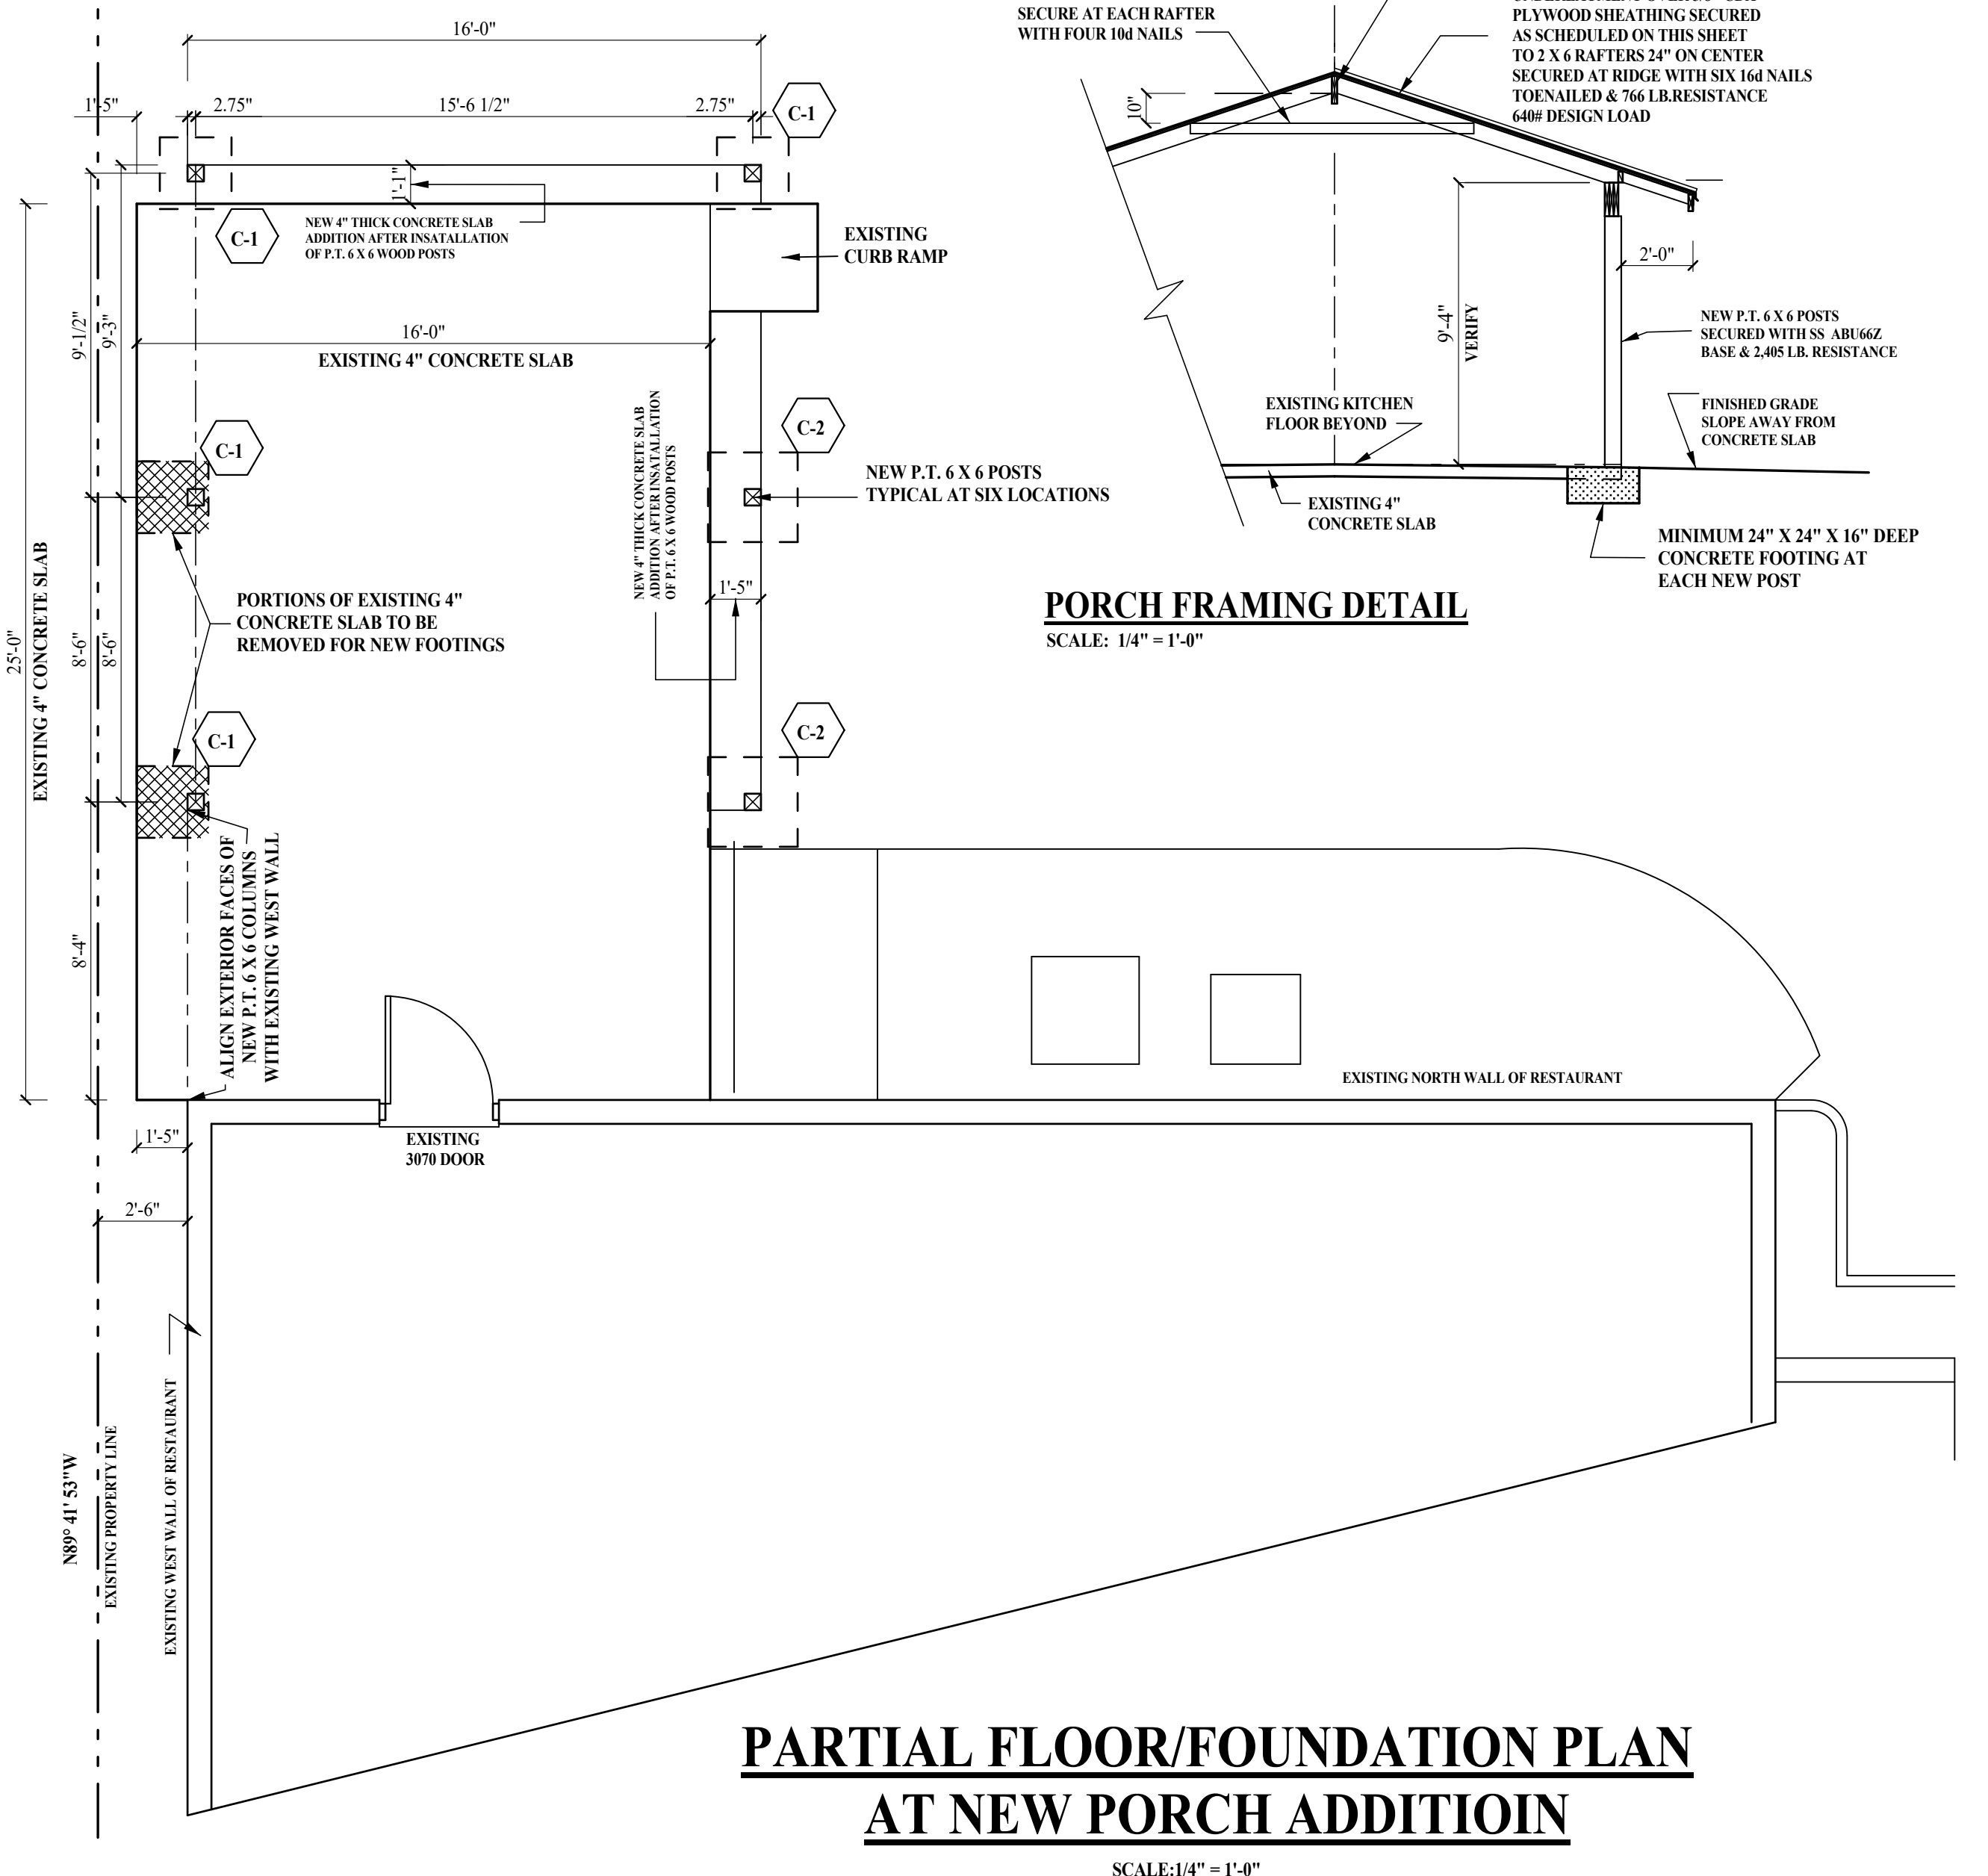 16'-0"
1'-5"
2.75"
15'-6 1/2"
2.75"
C-1
1'-1"
C-1
NEW 4" THICK CONCRETE SLAB
ADDITION AFTER INSATALLATION
OF P.T. 6 X 6 WOOD POSTS
EXISTING
CURB RAMP
9'-1/2"
9'-3"
16'-0"
EXISTING 4" CONCRETE SLAB
C-1
NEW 4" THICK CONCRETE SLAB
ADDITION AFTER INSATALLATION
OF P.T. 6 X 6 WOOD POSTS
C-2
NEW P.T. 6 X 6 POSTS
TYPICAL AT SIX LOCATIONS
25'-0"
EXISTING 4" CONCRETE SLAB
8'-6"
8'-6"
PORTIONS OF EXISTING 4"
CONCRETE SLAB TO BE
REMOVED FOR NEW FOOTINGS
1'-5"
C-1
C-2
8'-4"
ALIGN EXTERIOR FACES OF
NEW P.T. 6 X 6 COLUMNS
WITH EXISTING WEST WALL
1'-5"
EXISTING
3070 DOOR
EXISTING NORTH WALL OF RESTAURANT
2'-6"
EXISTING WEST WALL OF RESTAURANT
EXISTING PROPERTY LINE
N89° 41' 53"W
SECURE AT EACH RAFTER
WITH FOUR 10d NAILS
PLYWOOD SHEATHING SECURED
AS SCHEDULED ON THIS SHEET
TO 2 X 6 RAFTERS 24" ON CENTER
SECURED AT RIDGE WITH SIX 16d NAILS
TOENAILED & 766 LB.RESISTANCE
640# DESIGN LOAD
10"
2'-0"
9'-4"
VERIFY
NEW P.T. 6 X 6 POSTS
SECURED WITH SS ABU66Z
BASE & 2,405 LB. RESISTANCE
EXISTING KITCHEN
FLOOR BEYOND
FINISHED GRADE
SLOPE AWAY FROM
CONCRETE SLAB
EXISTING 4"
CONCRETE SLAB
MINIMUM 24" X 24" X 16" DEEP
CONCRETE FOOTING AT
EACH NEW POST
PORCH FRAMING DETAIL
SCALE: 1/4" = 1'-0"
PARTIAL FLOOR/FOUNDATION PLAN
AT NEW PORCH ADDITIOIN
SCALE:1/4" = 1'-0"